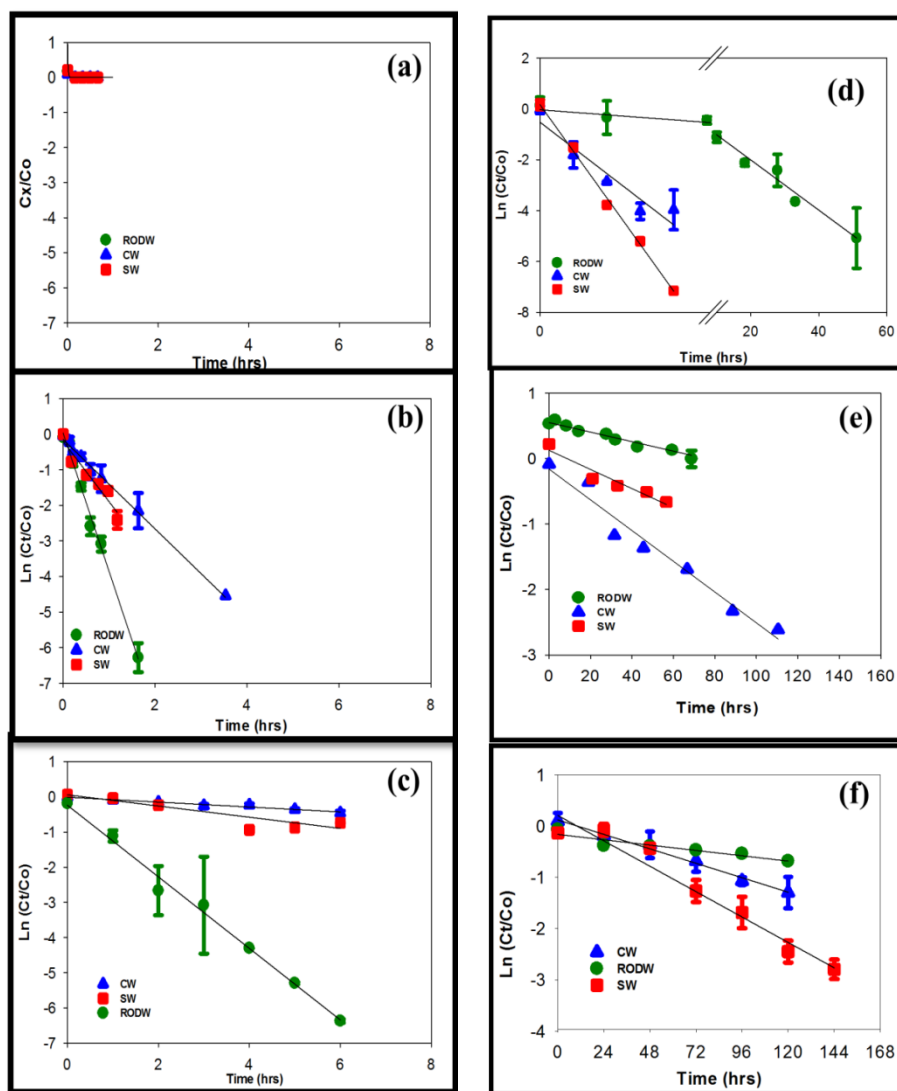 (a)
Cx/Co
1
0
-1
-2
-3
-4
-5
-6
-7
RODW
CW
SW
0 2 4 6 8
Time (hrs)
(b)
Ln (Ct/Co)
1
0
-1
-2
-3
-4
-5
-6
-7
RODW
CW
SW
0 2 4 6 8
Time (hrs)
(c)
Ln (Ct/Co)
1
0
-1
-2
-3
-4
-5
-6
-7
CW
SW
RODW
0 2 4 6 8
Time (hrs)
(d)
Ln (Ct/Co)
2
0
-2
-4
-6
-8
RODW
CW
SW
0 20 40 60
Time (hrs)
(e)
Ln (Ct/Co)
1
0
-1
-2
-3
RODW
CW
SW
0 20 40 60 80 100 120 140 160
Time (hrs)
(f)
Ln (Ct/Co)
1
0
-1
-2
-3
-4
CW
RODW
SW
0 24 48 72 96 120 144 168
Time (hrs)